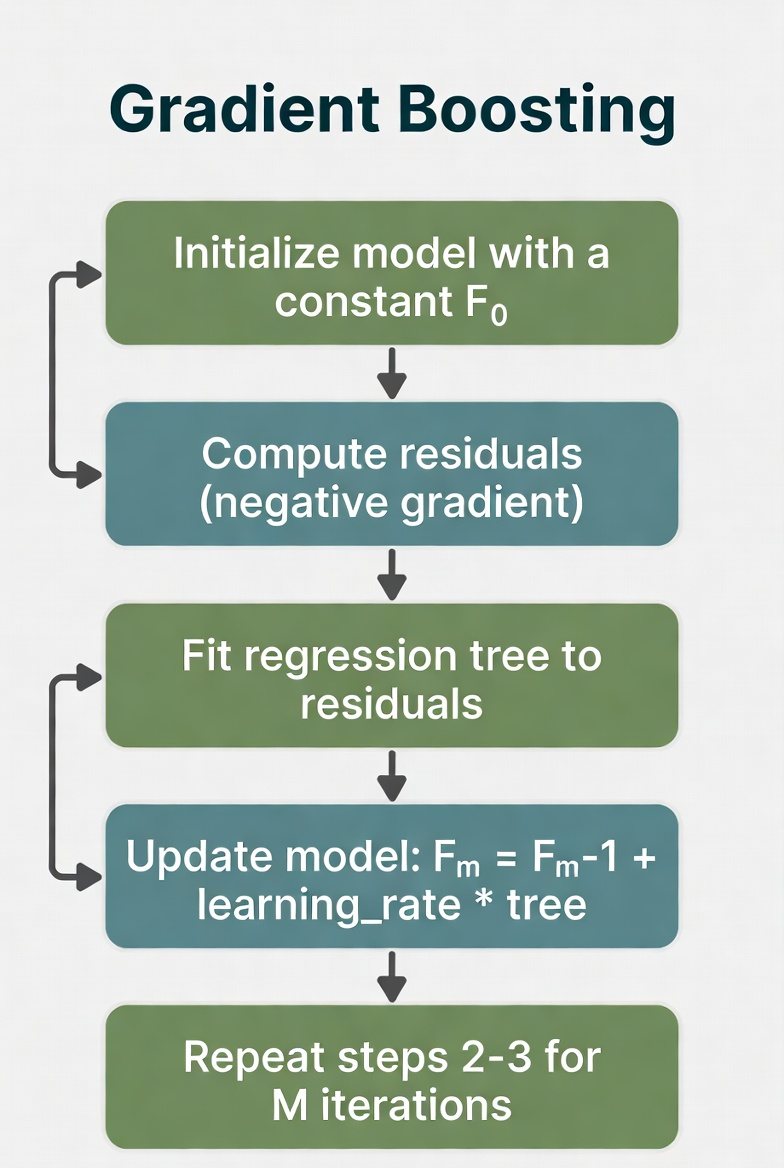 Gradient Boosting
Initialize model with a
constant F₀
Compute residuals
(negative gradient)
Fit regression tree to
residuals
Update model: Fₘ = Fₘ-1 +
learning_rate * tree
Repeat steps 2-3 for
M iterations